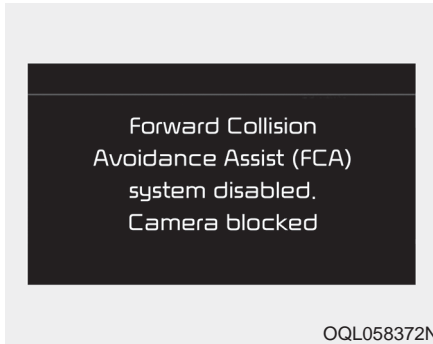 Forward Collision
Avoidance Assist (FCA)
system disabled.
Camera blocked
OQL058372N